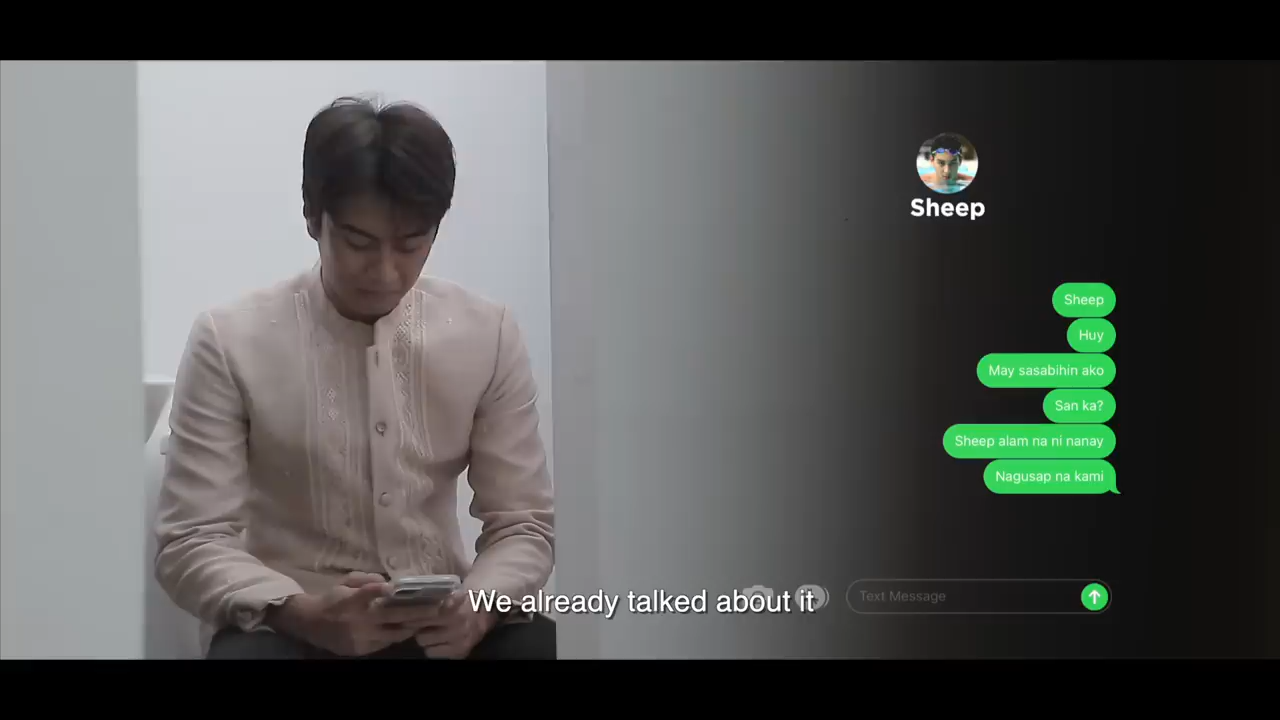 Sheep
Sheep
Huy
May sasabihin ako
San ka?
Sheep alam na ni nanay
Nagusap na kami
Text Message
We already talked about it